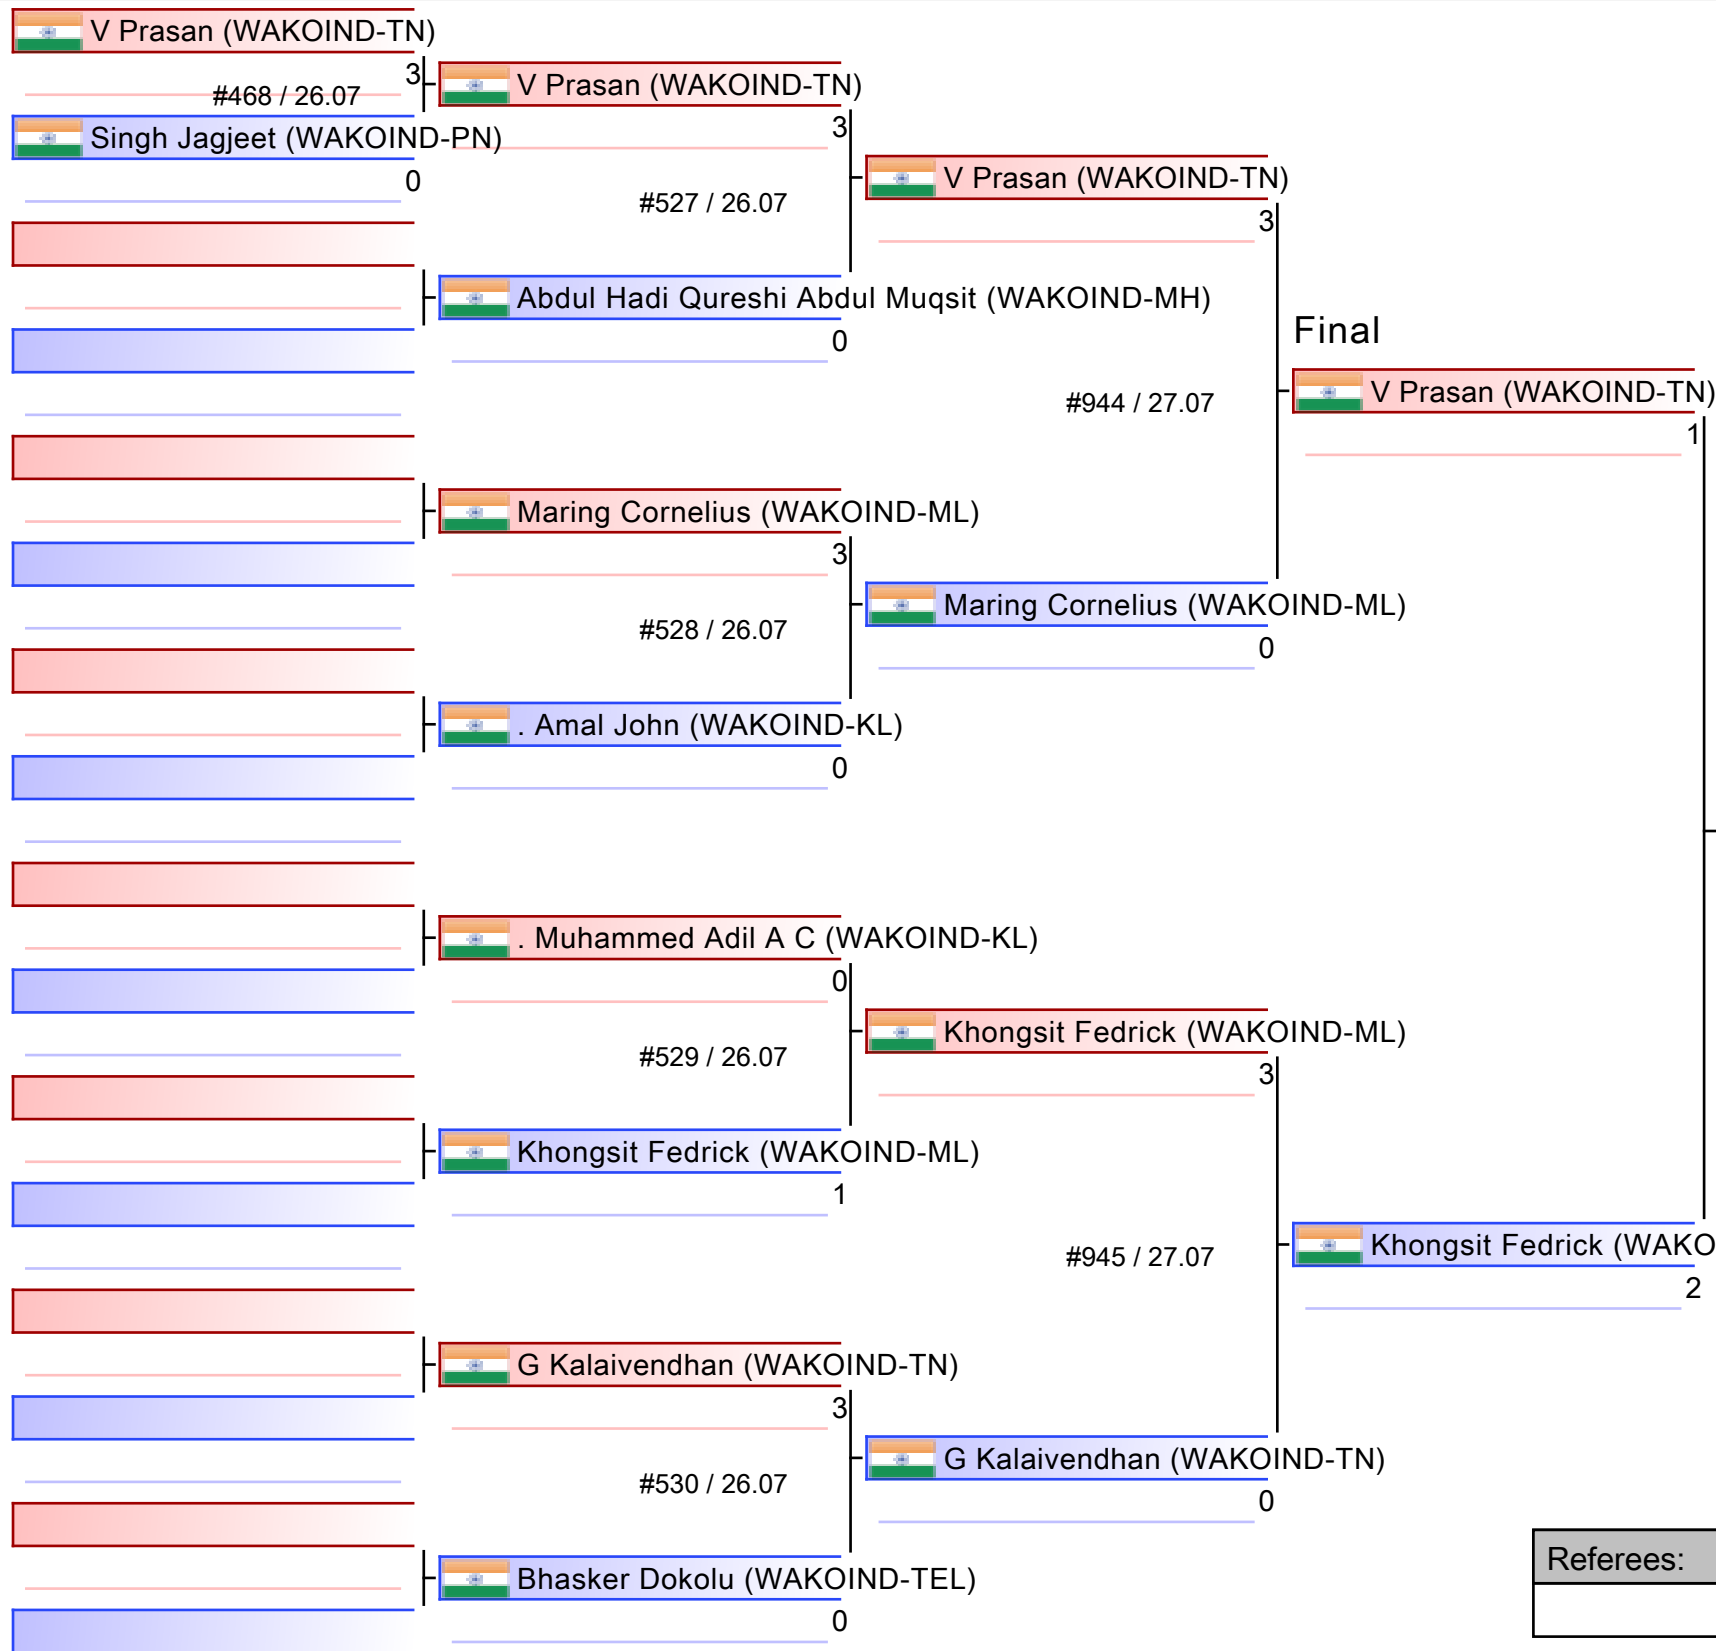 V Prasan (WAKOIND-TN)
3
#468 / 26.07
Singh Jagjeet (WAKOIND-PN)
0
V Prasan (WAKOIND-TN)
3
#527 / 26.07
Abdul Hadi Qureshi Abdul Muqsit (WAKOIND-MH)
0
Maring Cornelius (WAKOIND-ML)
3
#528 / 26.07
. Amal John (WAKOIND-KL)
0
. Muhammed Adil A C (WAKOIND-KL)
0
#529 / 26.07
Khongsit Fedrick (WAKOIND-ML)
1
G Kalaivendhan (WAKOIND-TN)
3
#530 / 26.07
Bhasker Dokolu (WAKOIND-TEL)
0
V Prasan (WAKOIND-TN)
3
#944 / 27.07
Maring Cornelius (WAKOIND-ML)
0
Khongsit Fedrick (WAKOIND-ML)
3
#945 / 27.07
G Kalaivendhan (WAKOIND-TN)
0
Final
V Prasan (WAKOIND-TN)
1
Khongsit Fedrick (WAKO
2
Referees: